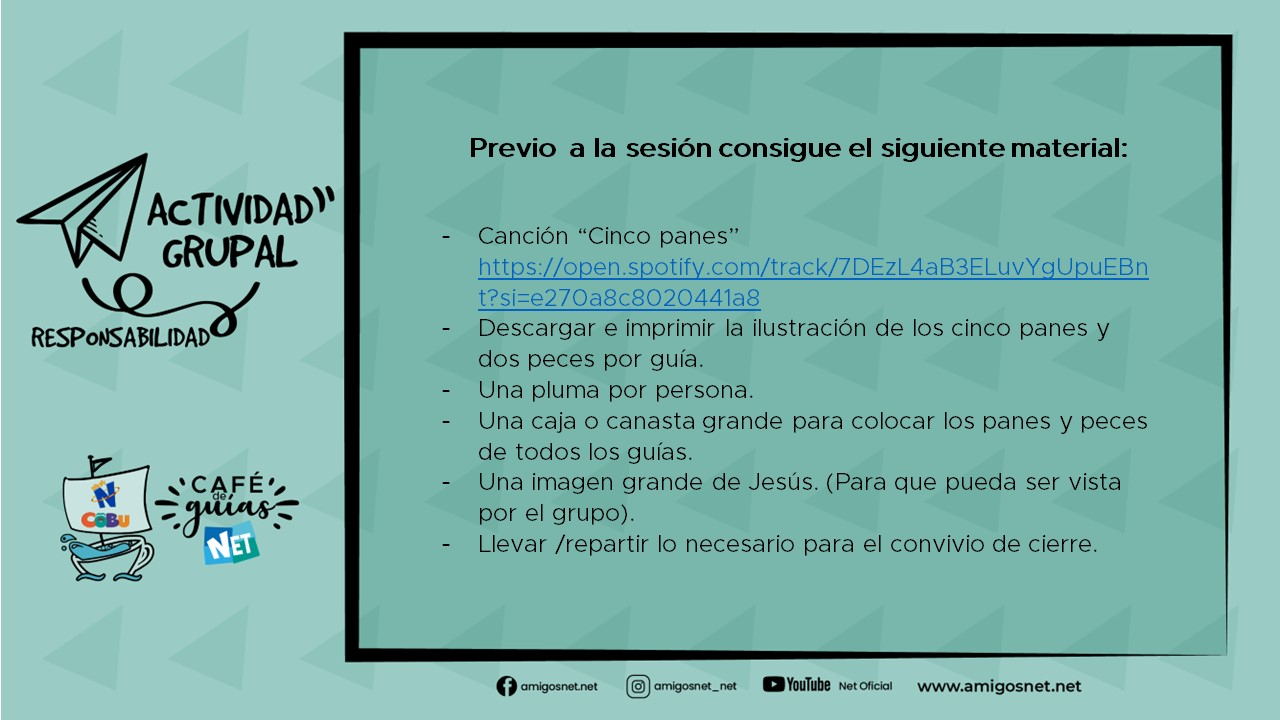 ACTIVIDAD"
GRUPAL
RESPONSABILIDAD
N
COBU
CAFÉ
de
guías
NET
Previo a la sesión consigue el siguiente material:
- Canción “Cinco panes”
https://open.spotify.com/track/7DEzL4aB3ELuvYgUpuEBn
t?si=e270a8c8020441a8
- Descargar e imprimir la ilustración de los cinco panes y
dos peces por guía.
- Una pluma por persona.
- Una caja o canasta grande para colocar los panes y peces
de todos los guías.
- Una imagen grande de Jesús. (Para que pueda ser vista
por el grupo).
- Llevar /repartir lo necesario para el convivio de cierre.
amigosnet.net amigosnet_net YouTube Net Oficial www.amigosnet.net